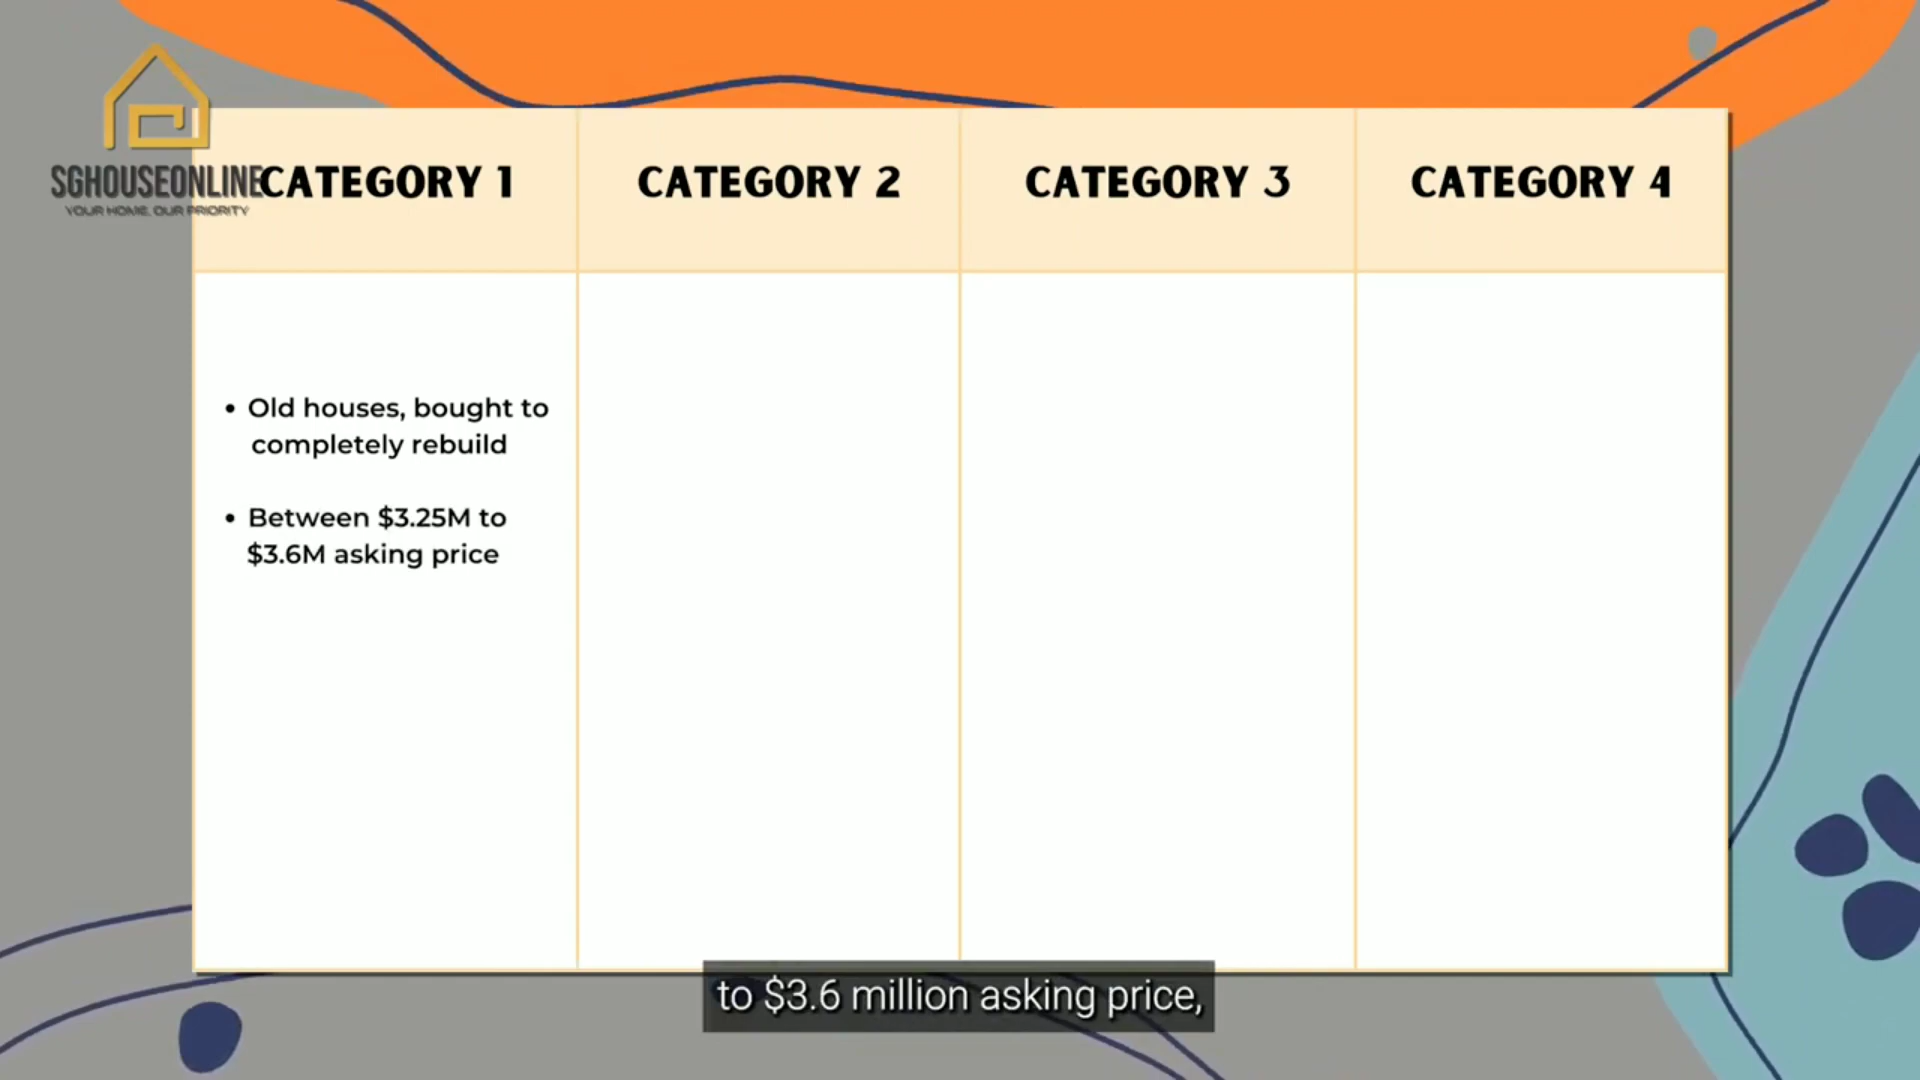 SGHOUSEONLINE
YOUR HOME, OUR PRIORITY
CATEGORY 1
CATEGORY 2
CATEGORY 3
CATEGORY 4
• Old houses, bought to
completely rebuild
• Between $3.25M to
$3.6M asking price
to $3.6 million asking price,